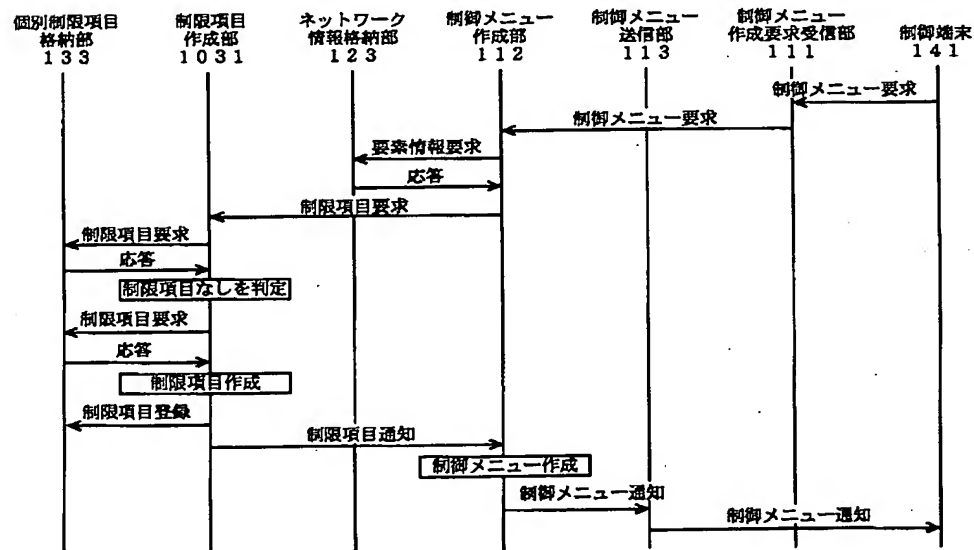 個別制限項目
格納部
133
制限項目
作成部
1031
ネットワーク
情報格納部
123
制御メニュー
作成部
112
制御メニュー
送信部
113
制御メニュー
作成要求受信部
111
制御端末
141
制御メニュー要求
制御メニュー要求
要素情報要求
応答
制限項目要求
制限項目要求
応答
制限項目なしを判定
制限項目要求
応答
制限項目作成
制限項目登録
制限項目通知
制御メニュー作成
制御メニュー通知
制御メニュー通知